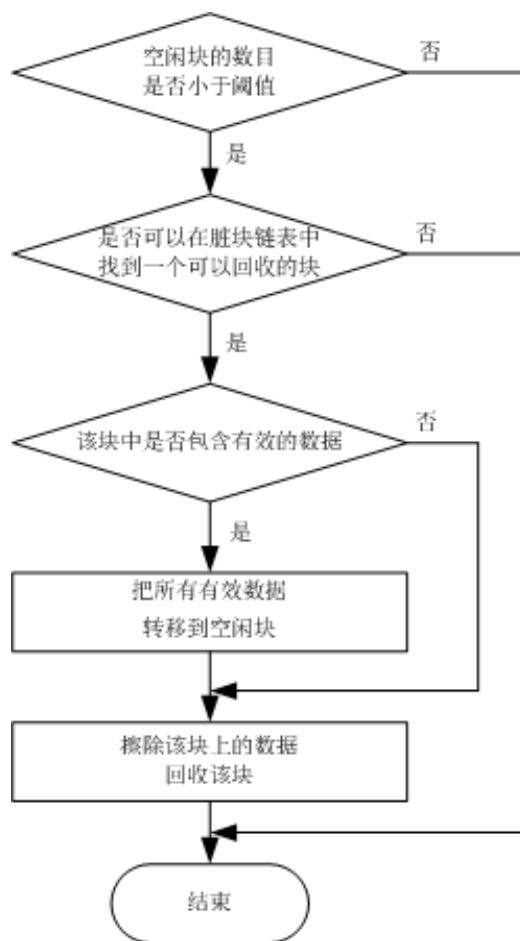 空闲块的数目
是否小于阈值
否
是
是否可以在脏块链表中
找到一个可以回收的块
否
是
该块中是否包含有效的数据
否
是
把所有有效数据
转移到空闲块
擦除该块上的数据
回收该块
结束